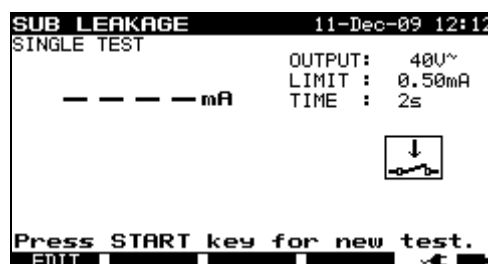 SUB LEAKAGE 11-Dec-09 12:12
SINGLE TEST
OUTPUT: 40V~
LIMIT : 0.50mA
– – – – mA TIME : 2s
Press START key for new test.
EDIT